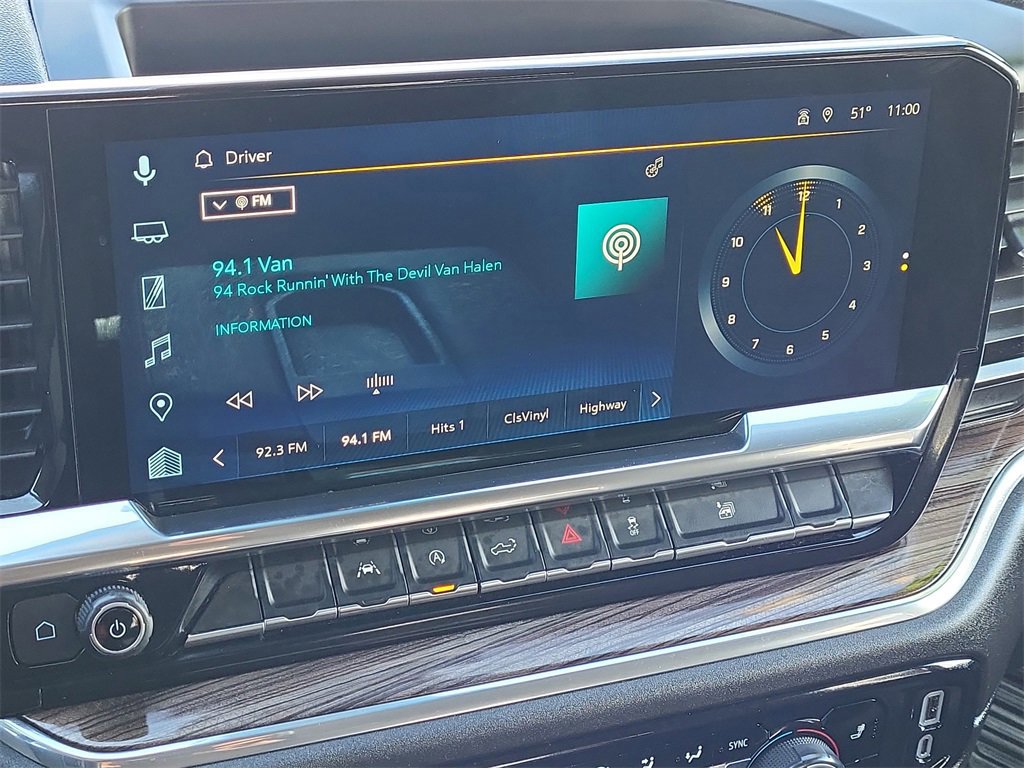 51° 11:00
Driver
FM
94.1 Van
94 Rock Runnin' With The Devil Van Halen
INFORMATION
12
1
2
3
4
5
6
7
8
9
10
11
92.3 FM 94.1 FM Hits 1 ClsVinyl Highway
A
OFF
SYNC